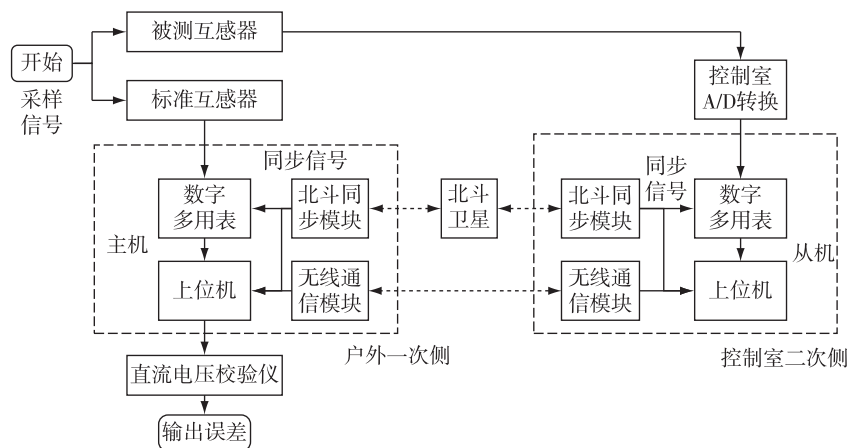 被测互感器
开始
采样
信号
标准互感器
控制室
A/D转换
同步信号
数字
多用表
北斗同
步模块
北斗
卫星
北斗同
步模块
同步
信号
数字
多用表
主机
从机
上位机
无线通
信模块
无线通
信模块
上位机
户外一次侧
控制室二次侧
直流电压校验仪
输出误差